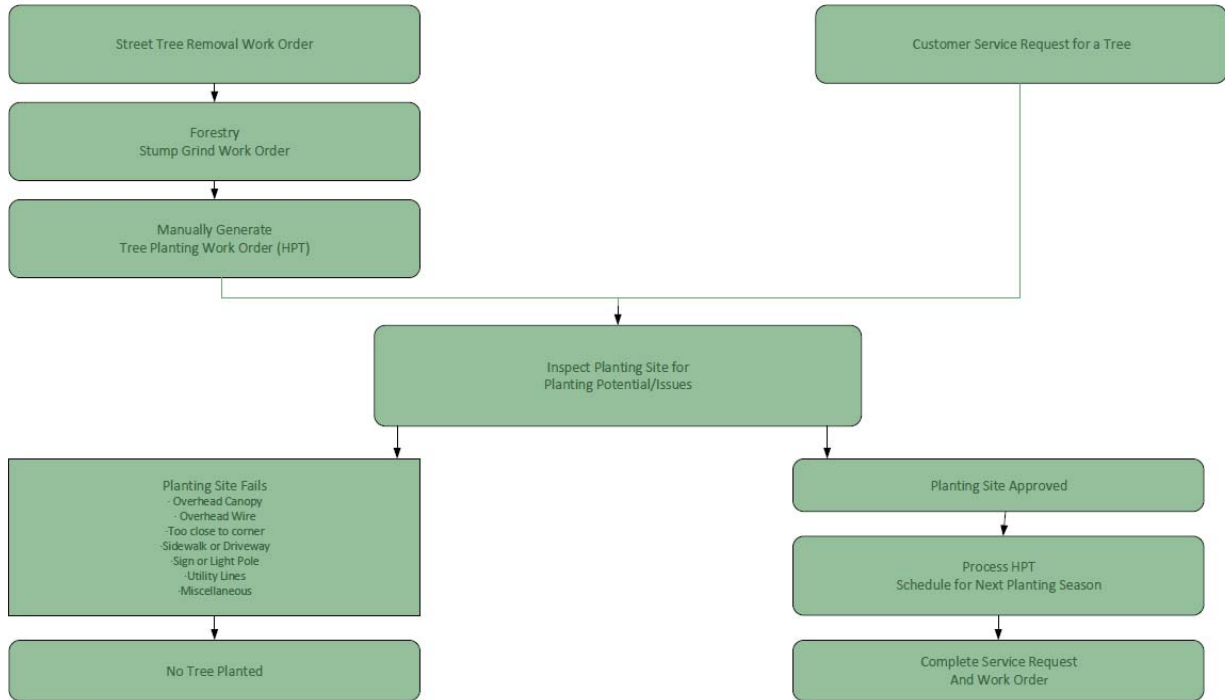 Street Tree Removal Work Order
Customer Service Request for a Tree
Forestry
Stump Grind Work Order
Manually Generate
Tree Planting Work Order (HPT)
Inspect Planting Site for
Planting Potential/Issues
Planting Site Fails
· Overhead Canopy
· Overhead Wire
·Too close to corner
·Sidewalk or Driveway
·Sign or Light Pole
·Utility Lines
·Miscellaneous
No Tree Planted
Planting Site Approved
Process HPT
Schedule for Next Planting Season
Complete Service Request
And Work Order